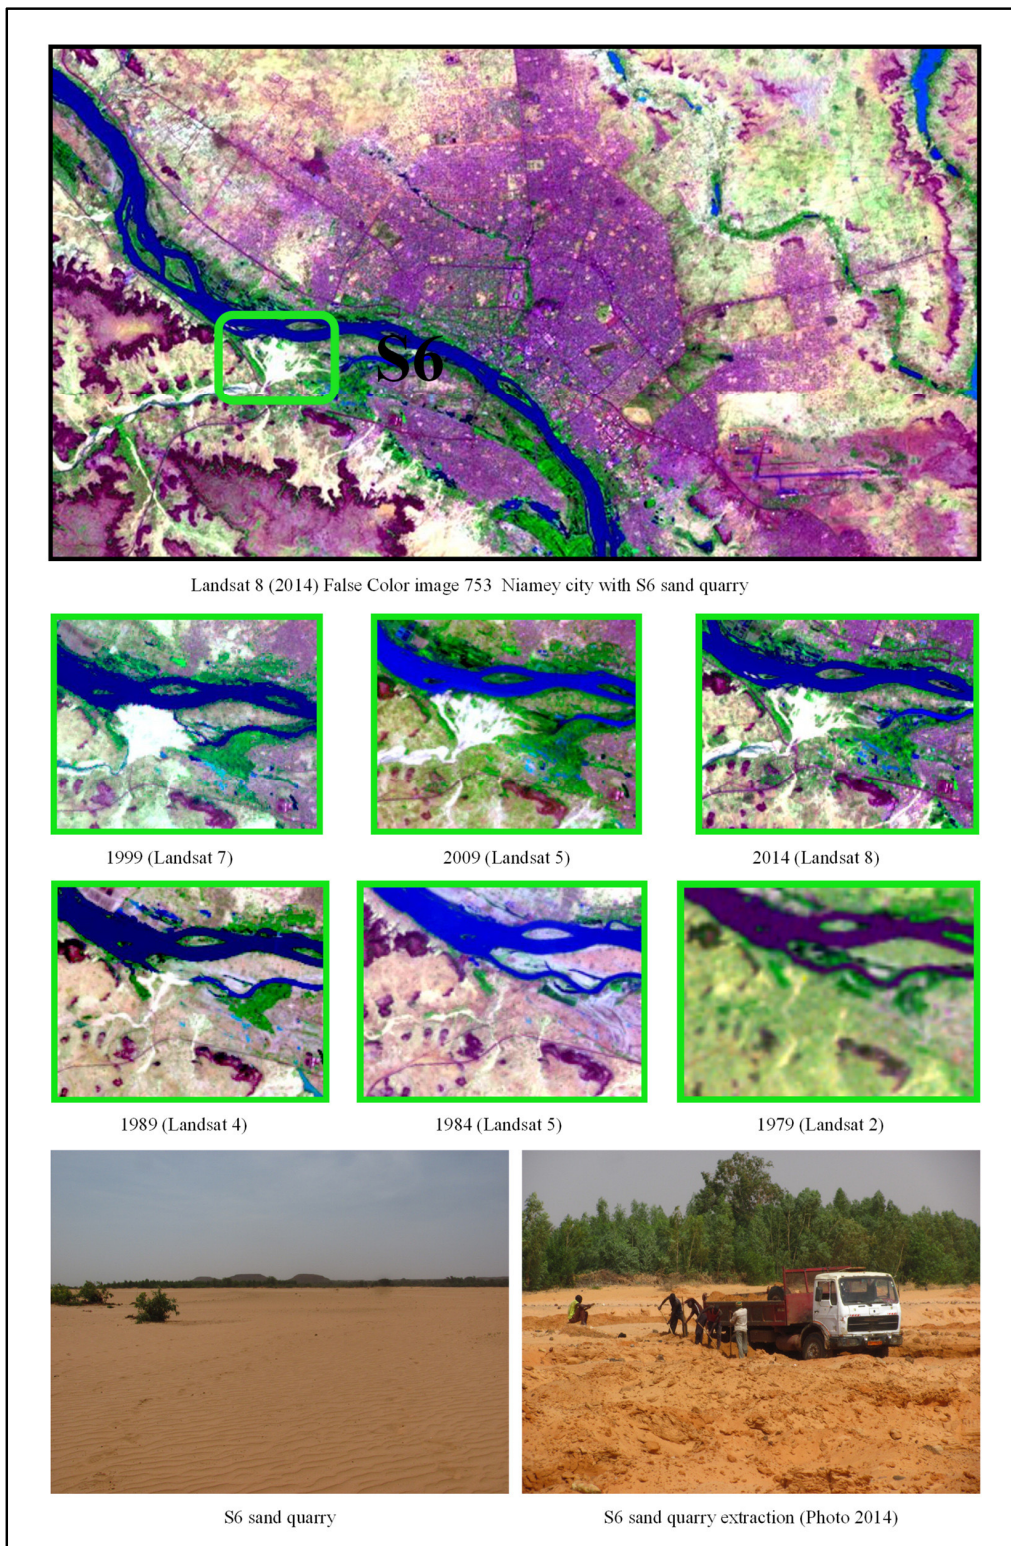 S6
Landsat 8 (2014) False Color image 753 Niamey city with S6 sand quarry
1999 (Landsat 7)
2009 (Landsat 5)
2014 (Landsat 8)
1989 (Landsat 4)
1984 (Landsat 5)
1979 (Landsat 2)
S6 sand quarry
S6 sand quarry extraction (Photo 2014)